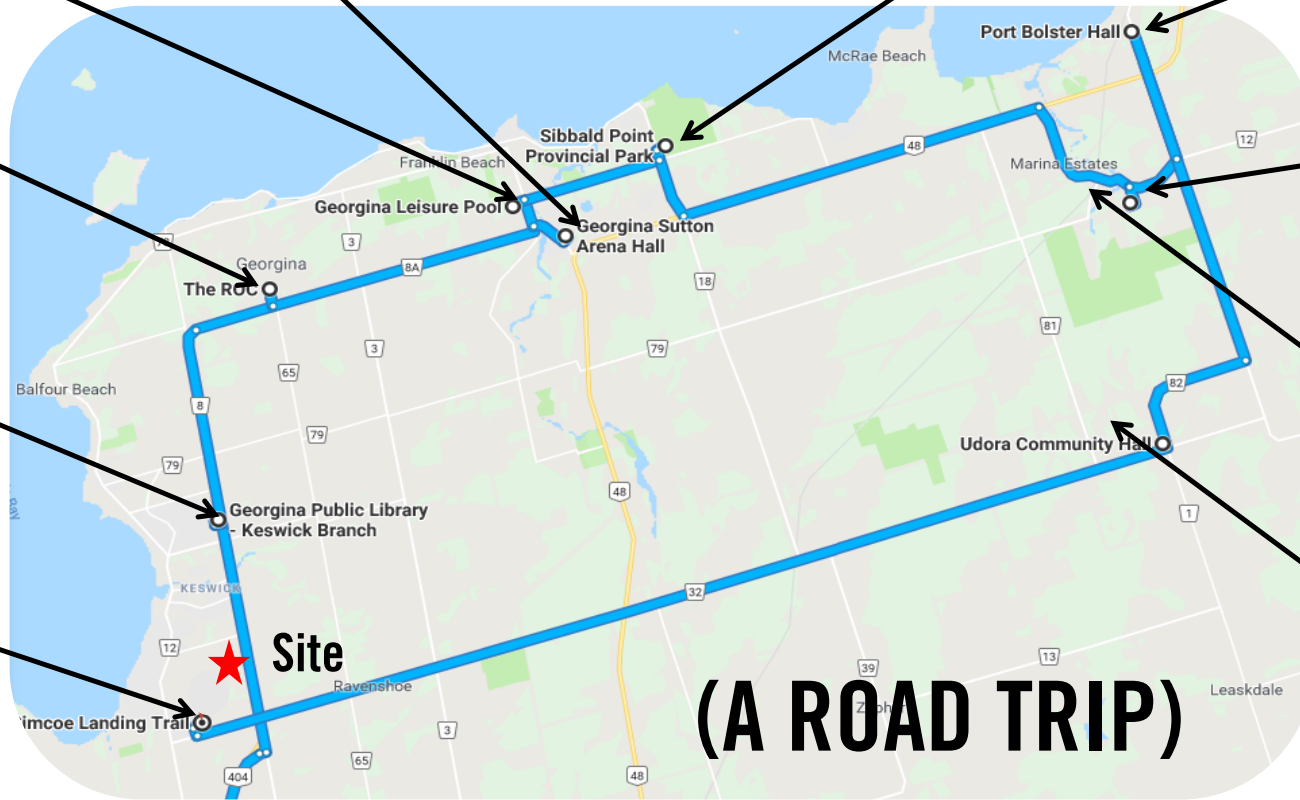 Port Bolster Hall
McRae Beach
Sibbald Point
Provincial Park
48
12
Franklin Beach
Marina Estates
Georgina Leisure Pool
Georgina Sutton
Arena Hall
3
Georgina
8A
The ROC
18
81
3
79
65
Balfour Beach
82
8
79
Udora Community Hall
79
48
1
Georgina Public Library
- Keswick Branch
Bay
KESWICK
32
12
Site
13
39
Ravenshoe
Leaskdale
(A ROAD TRIP)
imcoe Landing Trail
3
65
404
48